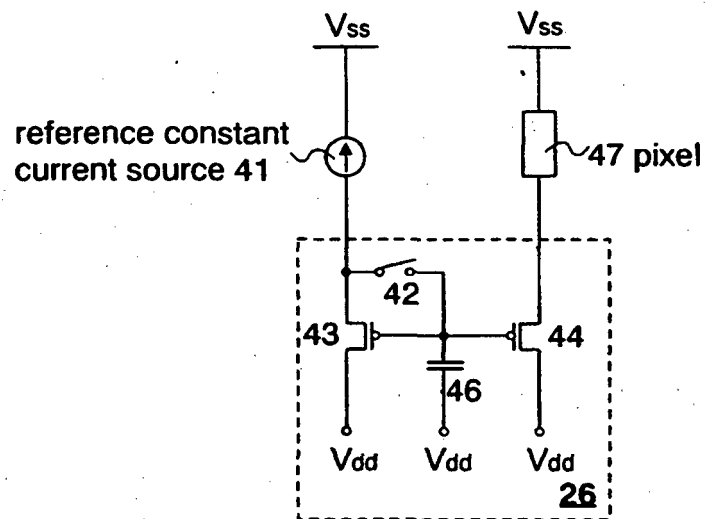 Vss Vss
reference constant
current source 41
47 pixel
42
43 44
46
Vdd Vdd Vdd
26